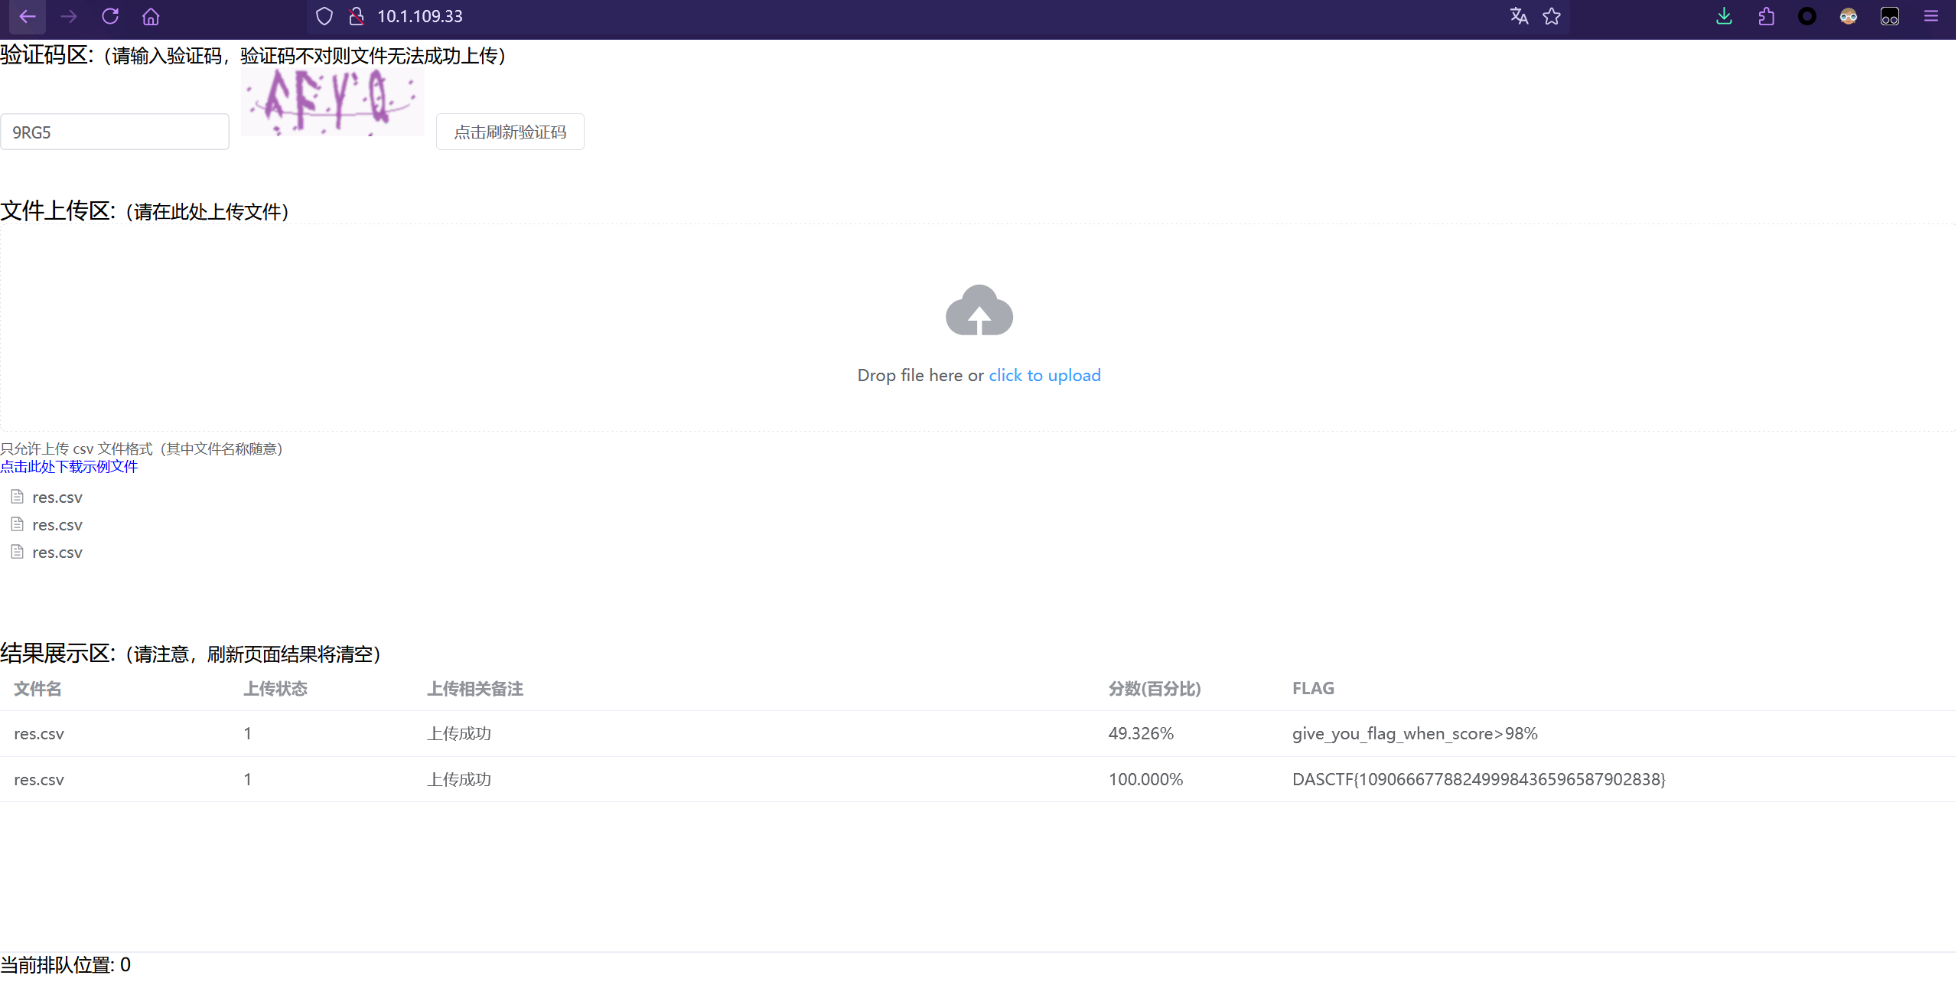 10.1.109.33
验证码区:（请输入验证码，验证码不对则文件无法成功上传）
9RG5
点击刷新验证码
文件上传区:（请在此处上传文件）
Drop file here or click to upload
只允许上传 csv 文件格式（其中文件名称随意）
点击此处下载示例文件
res.csv
res.csv
res.csv
结果展示区:（请注意，刷新页面结果将清空）
文件名 上传状态 上传相关备注 分数(百分比) FLAG
res.csv 1 上传成功 49.326% give_you_flag_when_score>98%
res.csv 1 上传成功 100.000% DASCTF{10906667788249998436596587902838}
当前排队位置: 0